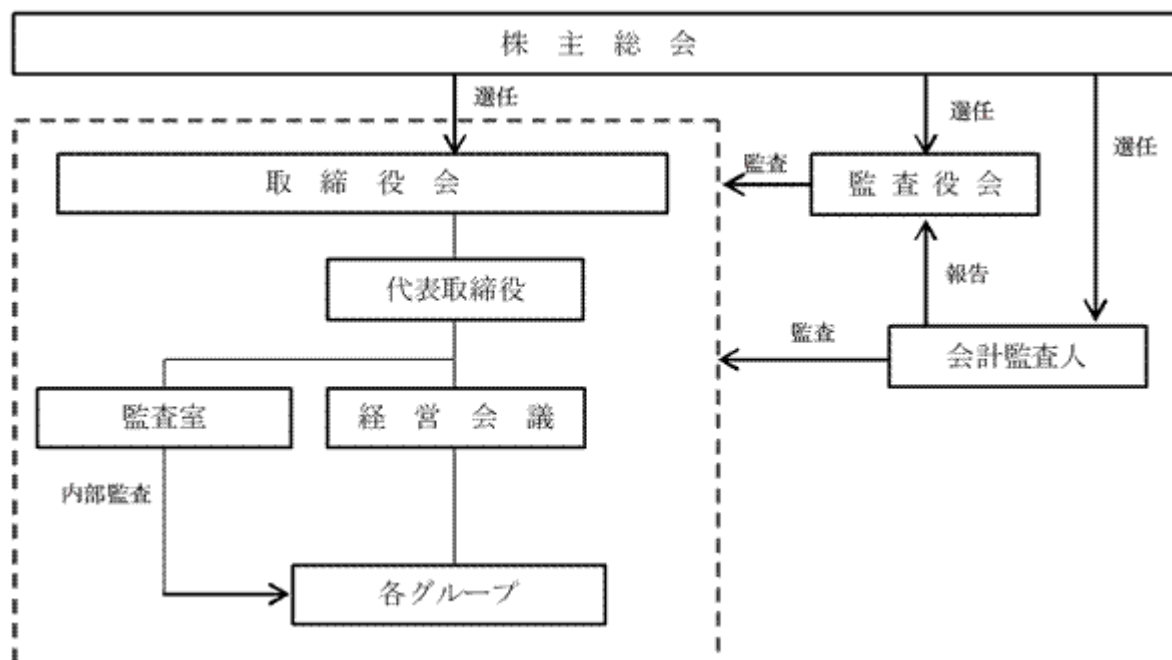 株主総会
選任
選任
選任
取締役会
監査
監査役会
代表取締役
報告
監査
会計監査人
監査室
経営会議
内部監査
各グループ